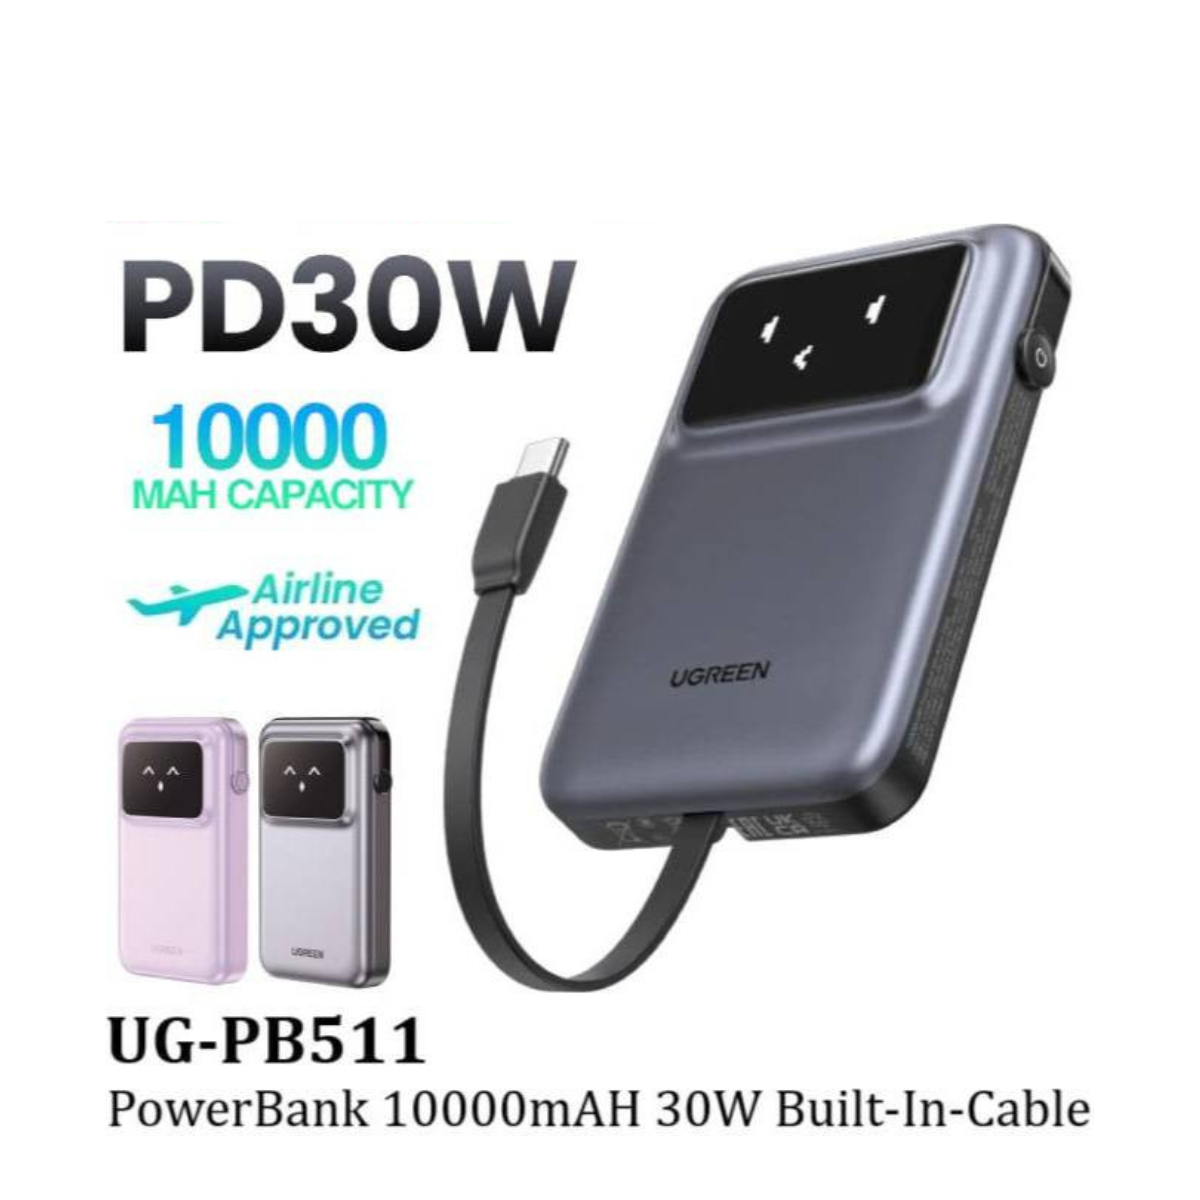 PD30W
10000
MAH CAPACITY
Airline
Approved
UGREEN
UGREEN
UGREEN
UG-PB511
PowerBank 10000mAH 30W Built-In-Cable